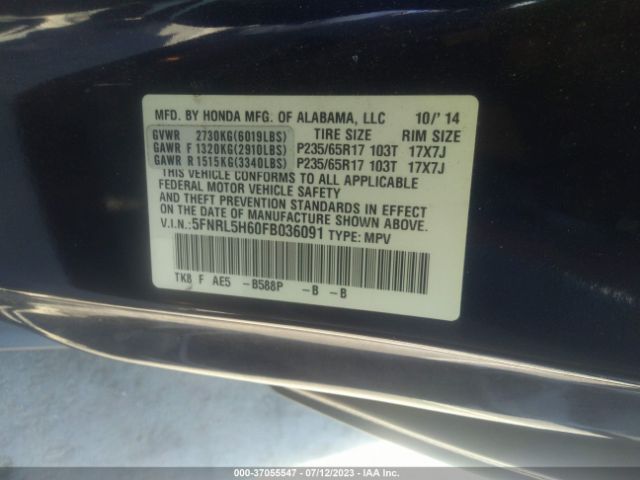 MFD. BY HONDA MFG. OF ALABAMA, LLC 10/'14
GVWR 2730KG(6019LBS) TIRE SIZE RIM SIZE
GAWR F 1320KG(2910LBS) P235/65R17 103T 17X7J
GAWR R 1515KG(3340LBS) P235/65R17 103T 17X7J
THIS VEHICLE CONFORMS TO ALL APPLICABLE
FEDERAL MOTOR VEHICLE SAFETY
AND THEFT PREVENTION STANDARDS IN EFFECT
ON THE DATE OF MANUFACTURE SHOWN ABOVE.
V.I.N.:5FNRL5H60FB036091 TYPE: MPV
TK8 F AE5 -B588P -B -B
000-37055547 - 07/12/2023 - IAAI.com